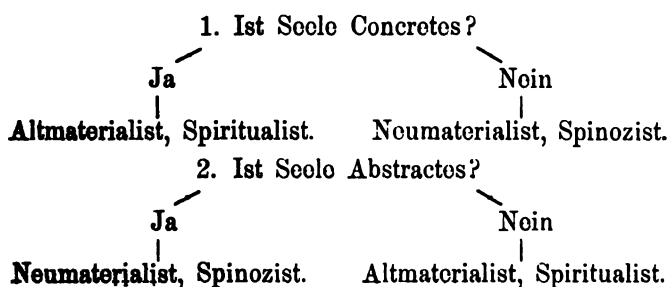 1. Ist Seele Concretes?
Ja Nein
Altmaterialist, Spiritualist. Neumaterialist, Spinozist.
2. Ist Seele Abstractes?
Ja Nein
Neumaterialist, Spinozist. Altmaterialist, Spiritualist.